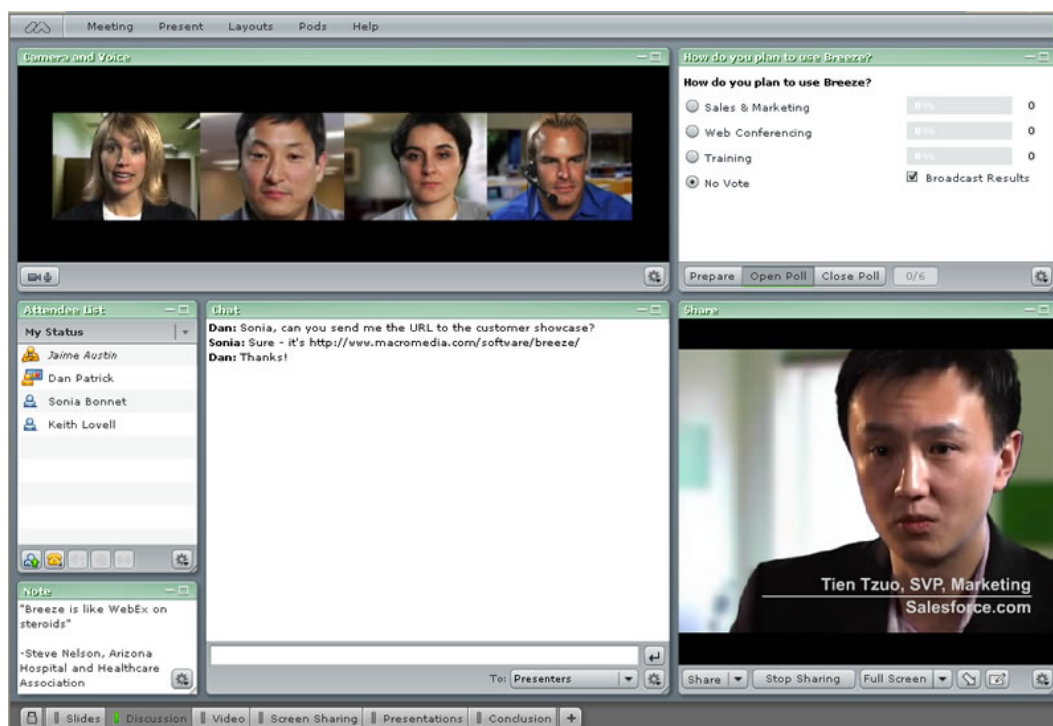 Meeting Present Layouts Pods Help
Camera and Voice
How do you plan to use Breeze?
How do you plan to use Breeze?
Sales & Marketing 0% 0
Web Conferencing 0% 0
Training 0% 0
No Vote Broadcast Results
Prepare Open Poll Close Poll 0/6
Attendee List
My Status
Jaime Austin
Dan Patrick
Sonia Bonnet
Keith Lovell
Chat
Dan: Sonia, can you send me the URL to the customer showcase?
Sonia: Sure - it's http://www.macromedia.com/software/breeze/
Dan: Thanks!
To: Presenters
Share
Tien Tzuo, SVP, Marketing
Salesforce.com
Share Stop Sharing Full Screen
Note
"Breeze is like WebEx on
steroids"
-Steve Nelson, Arizona
Hospital and Healthcare
Association
Slides Discussion Video Screen Sharing Presentations Conclusion +